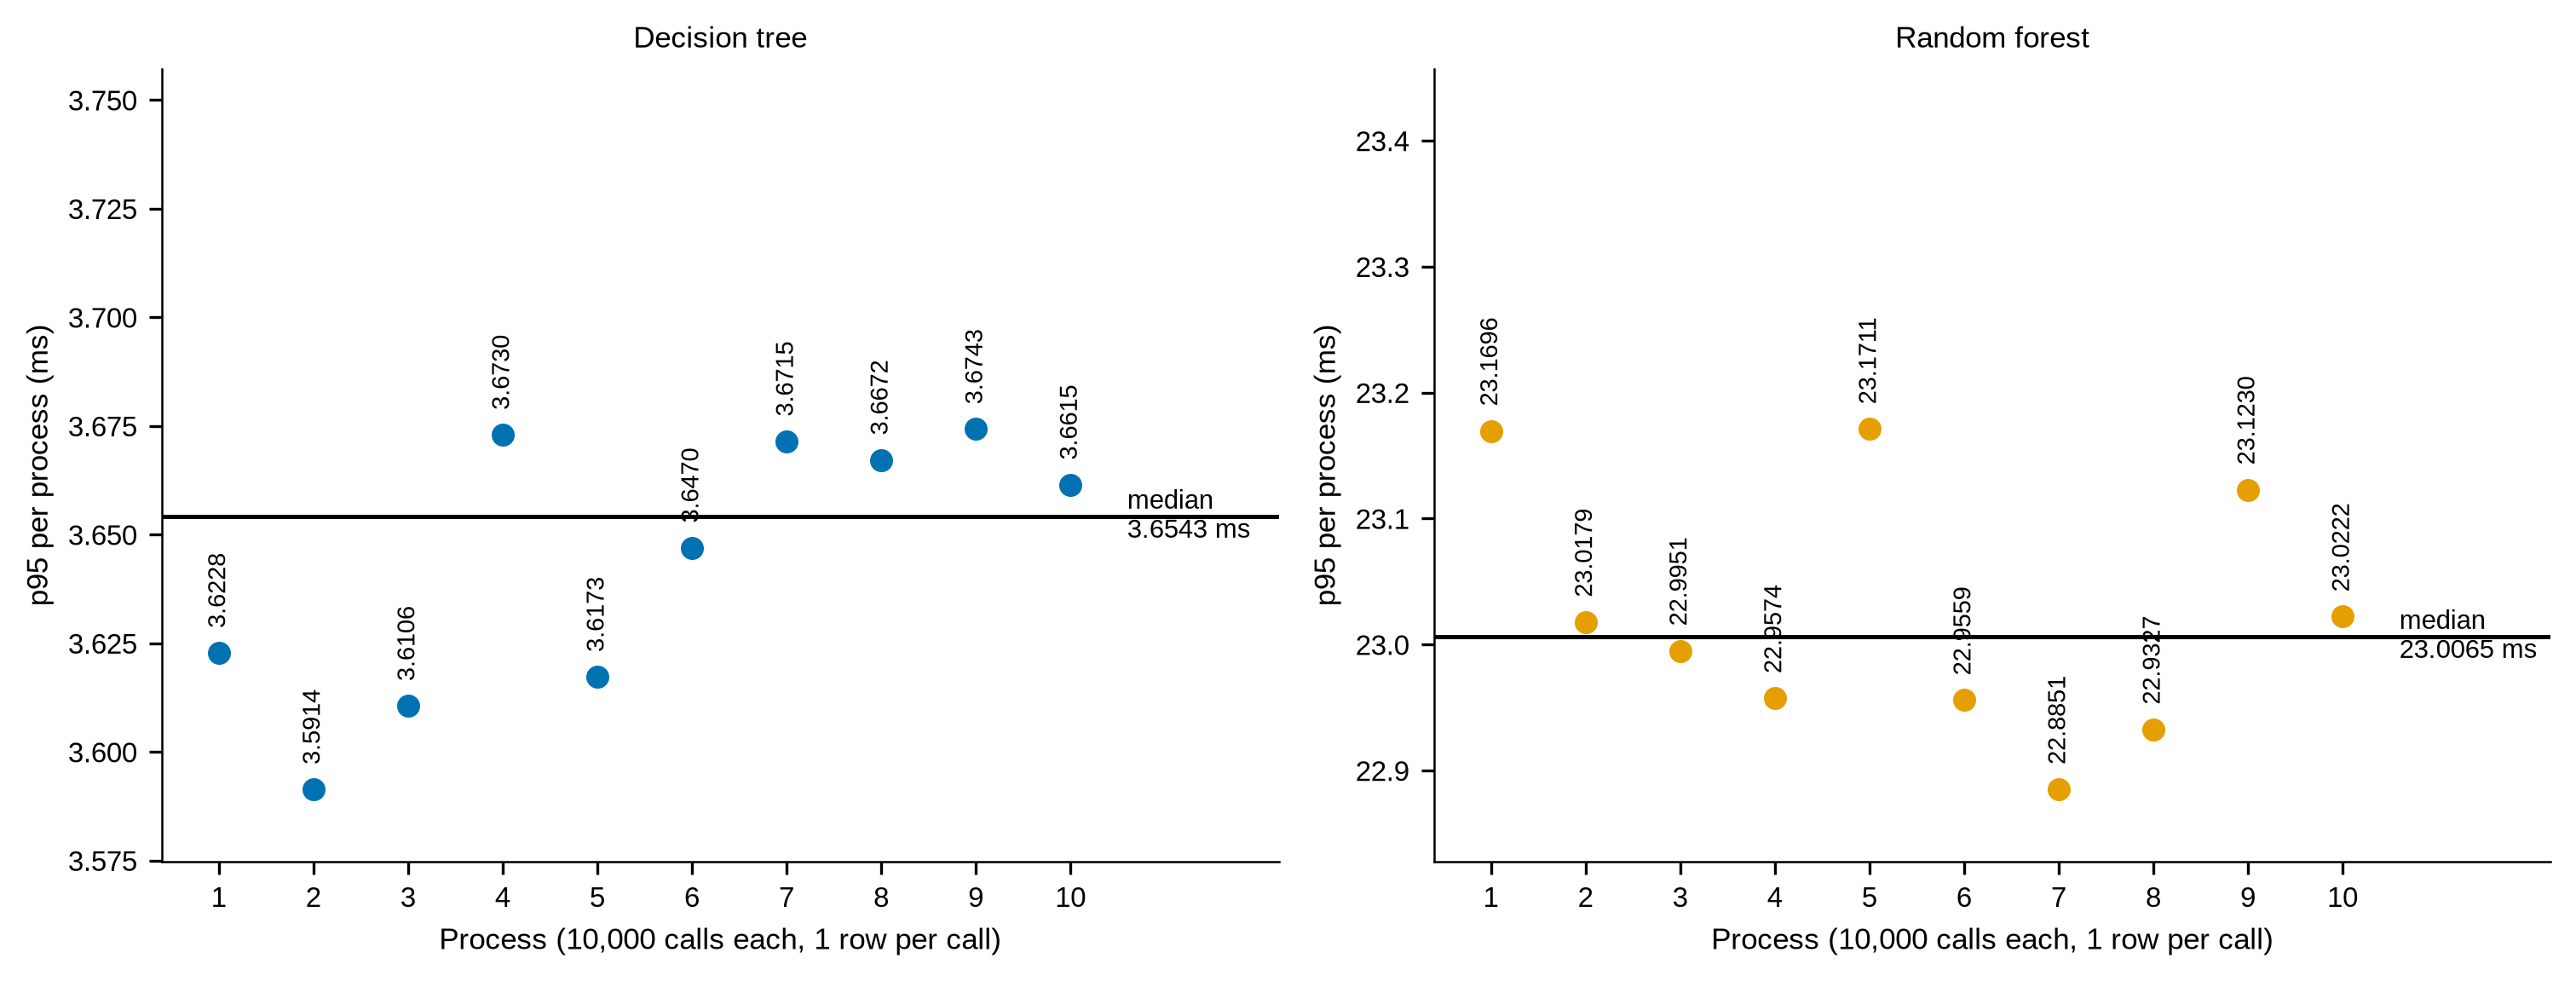 Decision tree
p95 per process (ms)
3.750
3.725
3.700
3.675
3.650
3.625
3.600
3.575
3.6228
3.5914
3.6106
3.6730
3.6173
3.6470
3.6715
3.6672
3.6743
3.6615
median
3.6543 ms
1 2 3 4 5 6 7 8 9 10
Process (10,000 calls each, 1 row per call)
Random forest
p95 per process (ms)
23.4
23.3
23.2
23.1
23.0
22.9
23.1696
23.0179
22.9951
22.9574
23.1711
22.9559
22.8851
22.9327
23.1230
23.0222
median
23.0065 ms
1 2 3 4 5 6 7 8 9 10
Process (10,000 calls each, 1 row per call)